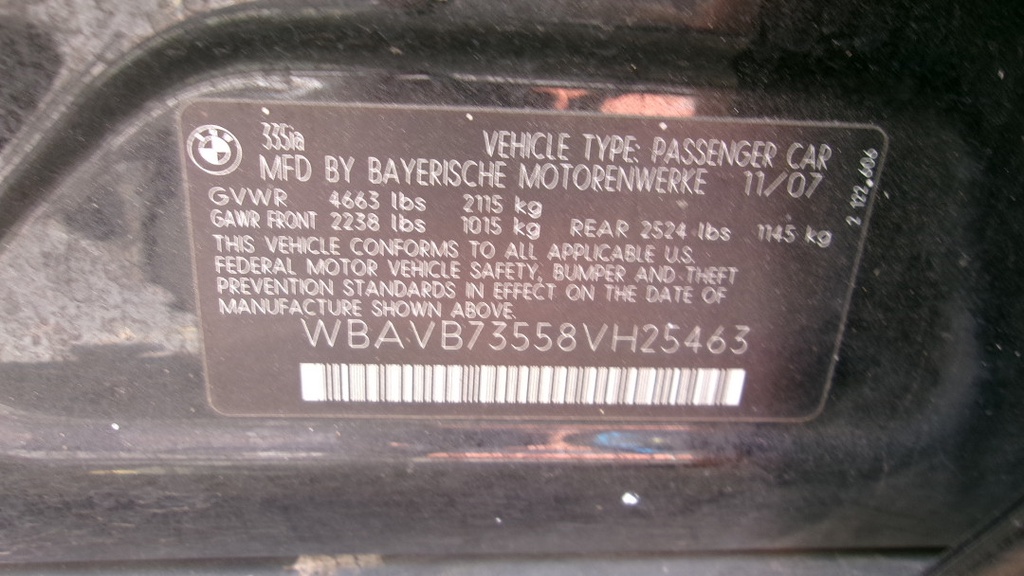 335ia VEHICLE TYPE: PASSENGER CAR
MFD BY BAYERISCHE MOTORENWERKE 11/07
GVWR 4663 lbs 2115 kg
GAWR FRONT 2238 lbs 1015 kg REAR 2524 lbs 1145 kg
THIS VEHICLE CONFORMS TO ALL APPLICABLE U.S.
FEDERAL MOTOR VEHICLE SAFETY, BUMPER AND THEFT
PREVENTION STANDARDS IN EFFECT ON THE DATE OF
MANUFACTURE SHOWN ABOVE.
WBAVB73558VH25463